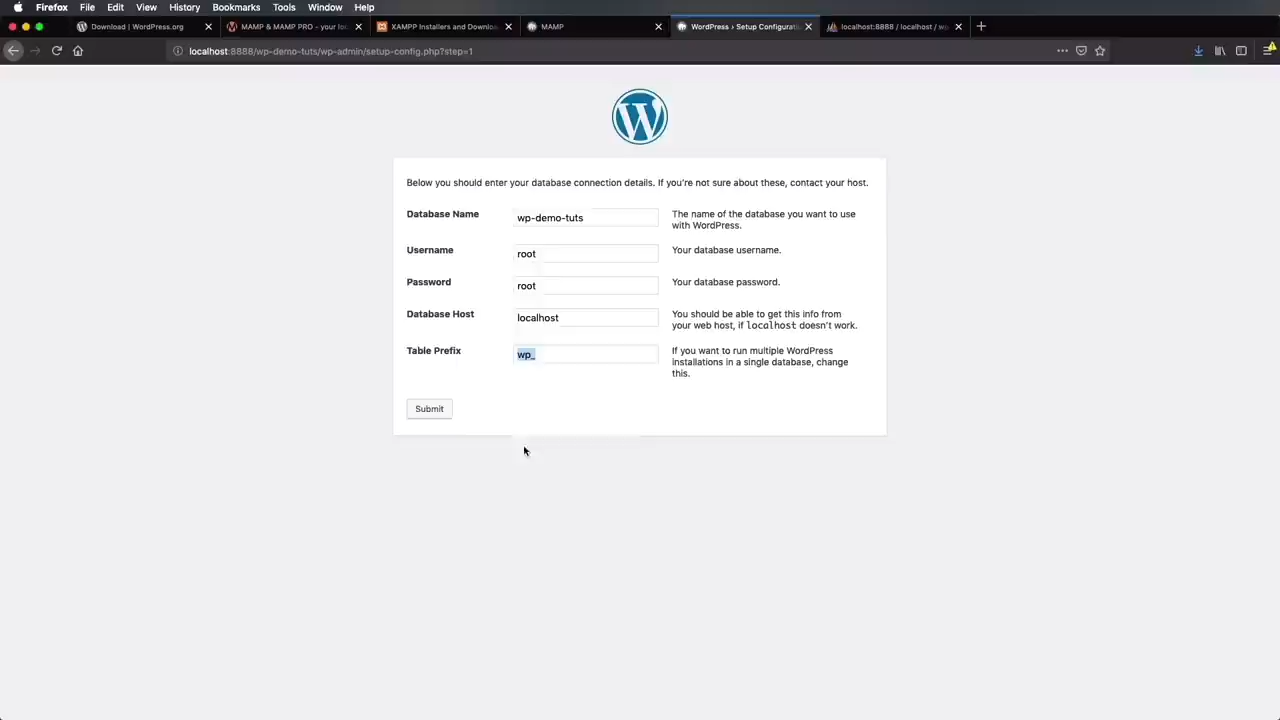 Firefox File Edit View History Bookmarks Tools Window Help
Download | WordPress.org
MAMP & MAMP PRO - your lo
XAMPP Installers and Downloa
MAMP
WordPress › Setup Configurati
localhost:8888 / localhost / w
localhost:8888/wp-demo-tuts/wp-admin/setup-config.php?step=1
Below you should enter your database connection details. If you're not sure about these, contact your host.
Database Name
wp-demo-tuts
The name of the database you want to use
with WordPress.
Username
root
Your database username.
Password
root
Your database password.
Database Host
localhost
You should be able to get this info from
your web host, if localhost doesn't work.
Table Prefix
wp_
If you want to run multiple WordPress
installations in a single database, change
this.
Submit